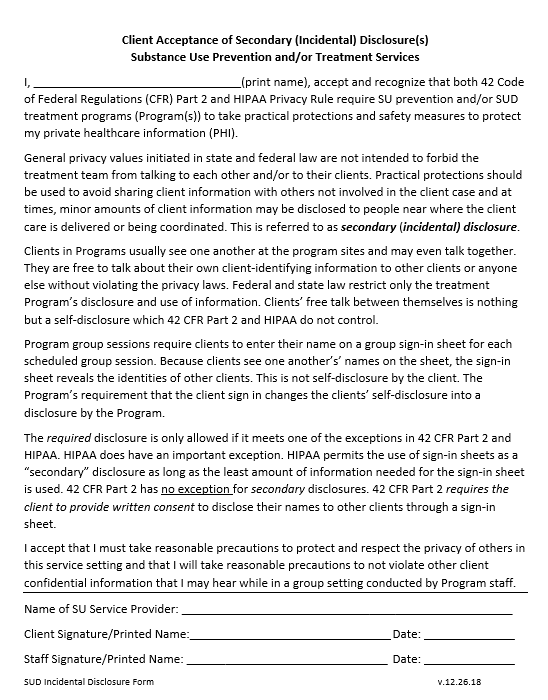 Client Acceptance of Secondary (Incidental) Disclosure(s)
Substance Use Prevention and/or Treatment Services
I, ________________________________(print name), accept and recognize that both 42 Code
of Federal Regulations (CFR) Part 2 and HIPAA Privacy Rule require SU prevention and/or SUD
treatment programs (Program(s)) to take practical protections and safety measures to protect
my private healthcare information (PHI).
General privacy values initiated in state and federal law are not intended to forbid the
treatment team from talking to each other and/or to their clients. Practical protections should
be used to avoid sharing client information with others not involved in the client case and at
times, minor amounts of client information may be disclosed to people near where the client
care is delivered or being coordinated. This is referred to as secondary (incidental) disclosure.
Clients in Programs usually see one another at the program sites and may even talk together.
They are free to talk about their own client-identifying information to other clients or anyone
else without violating the privacy laws. Federal and state law restrict only the treatment
Program's disclosure and use of information. Clients' free talk between themselves is nothing
but a self-disclosure which 42 CFR Part 2 and HIPAA do not control.
Program group sessions require clients to enter their name on a group sign-in sheet for each
scheduled group session. Because clients see one another's' names on the sheet, the sign-in
sheet reveals the identities of other clients. This is not self-disclosure by the client. The
Program's requirement that the client sign in changes the clients' self-disclosure into a
disclosure by the Program.
The required disclosure is only allowed if it meets one of the exceptions in 42 CFR Part 2 and
HIPAA. HIPAA does have an important exception. HIPAA permits the use of sign-in sheets as a
"secondary" disclosure as long as the least amount of information needed for the sign-in sheet
is used. 42 CFR Part 2 has no exception for secondary disclosures. 42 CFR Part 2 requires the
client to provide written consent to disclose their names to other clients through a sign-in
sheet.
I accept that I must take reasonable precautions to protect and respect the privacy of others in
this service setting and that I will take reasonable precautions to not violate other client
confidential information that I may hear while in a group setting conducted by Program staff.
Name of SU Service Provider: ___________________________________________________
Client Signature/Printed Name:_______________________________ Date: ______________
Staff Signature/Printed Name: _______________________________ Date: ______________
SUD Incidental Disclosure Form v.12.26.18